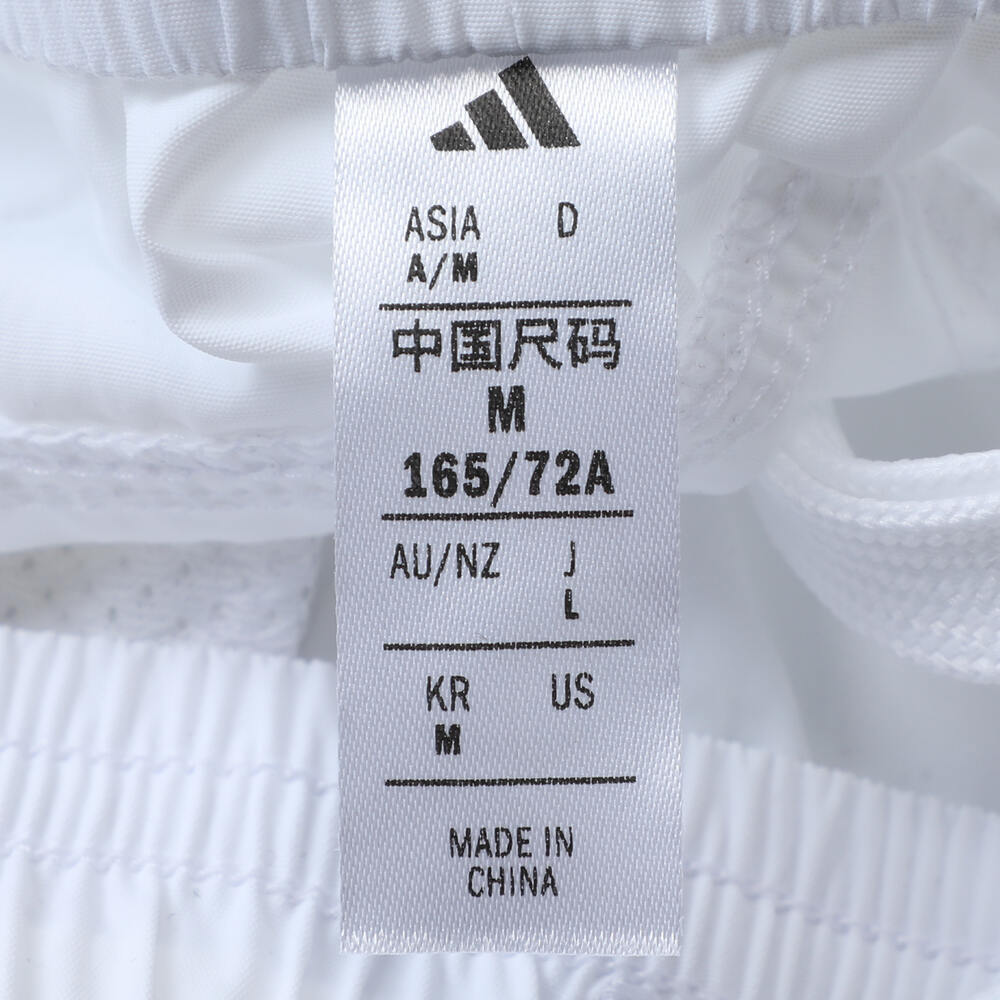 ASIA D
A/M
中国尺码
M
165/72A
AU/NZ J
L
KR US
M
MADE IN
CHINA